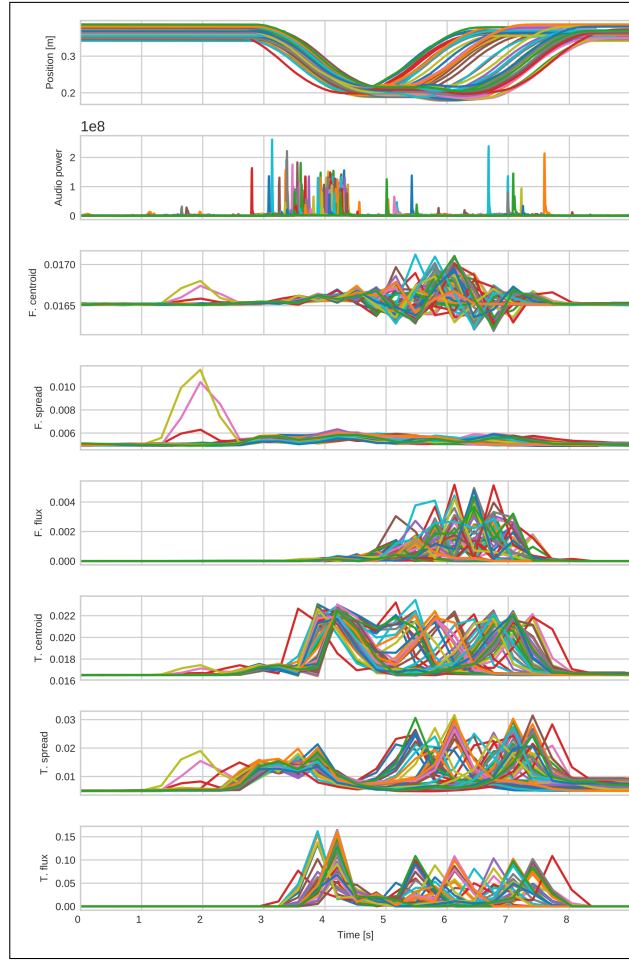 Position [m]
0.3
0.2
1e8
Audio power
2
1
0
F. centroid
0.0170
0.0165
F. spread
0.010
0.008
0.006
F. flux
0.004
0.002
0.000
T. centroid
0.022
0.020
0.018
0.016
T. spread
0.03
0.02
0.01
T. flux
0.15
0.10
0.05
0.00
0 1 2 3 4 5 6 7 8
Time [s]